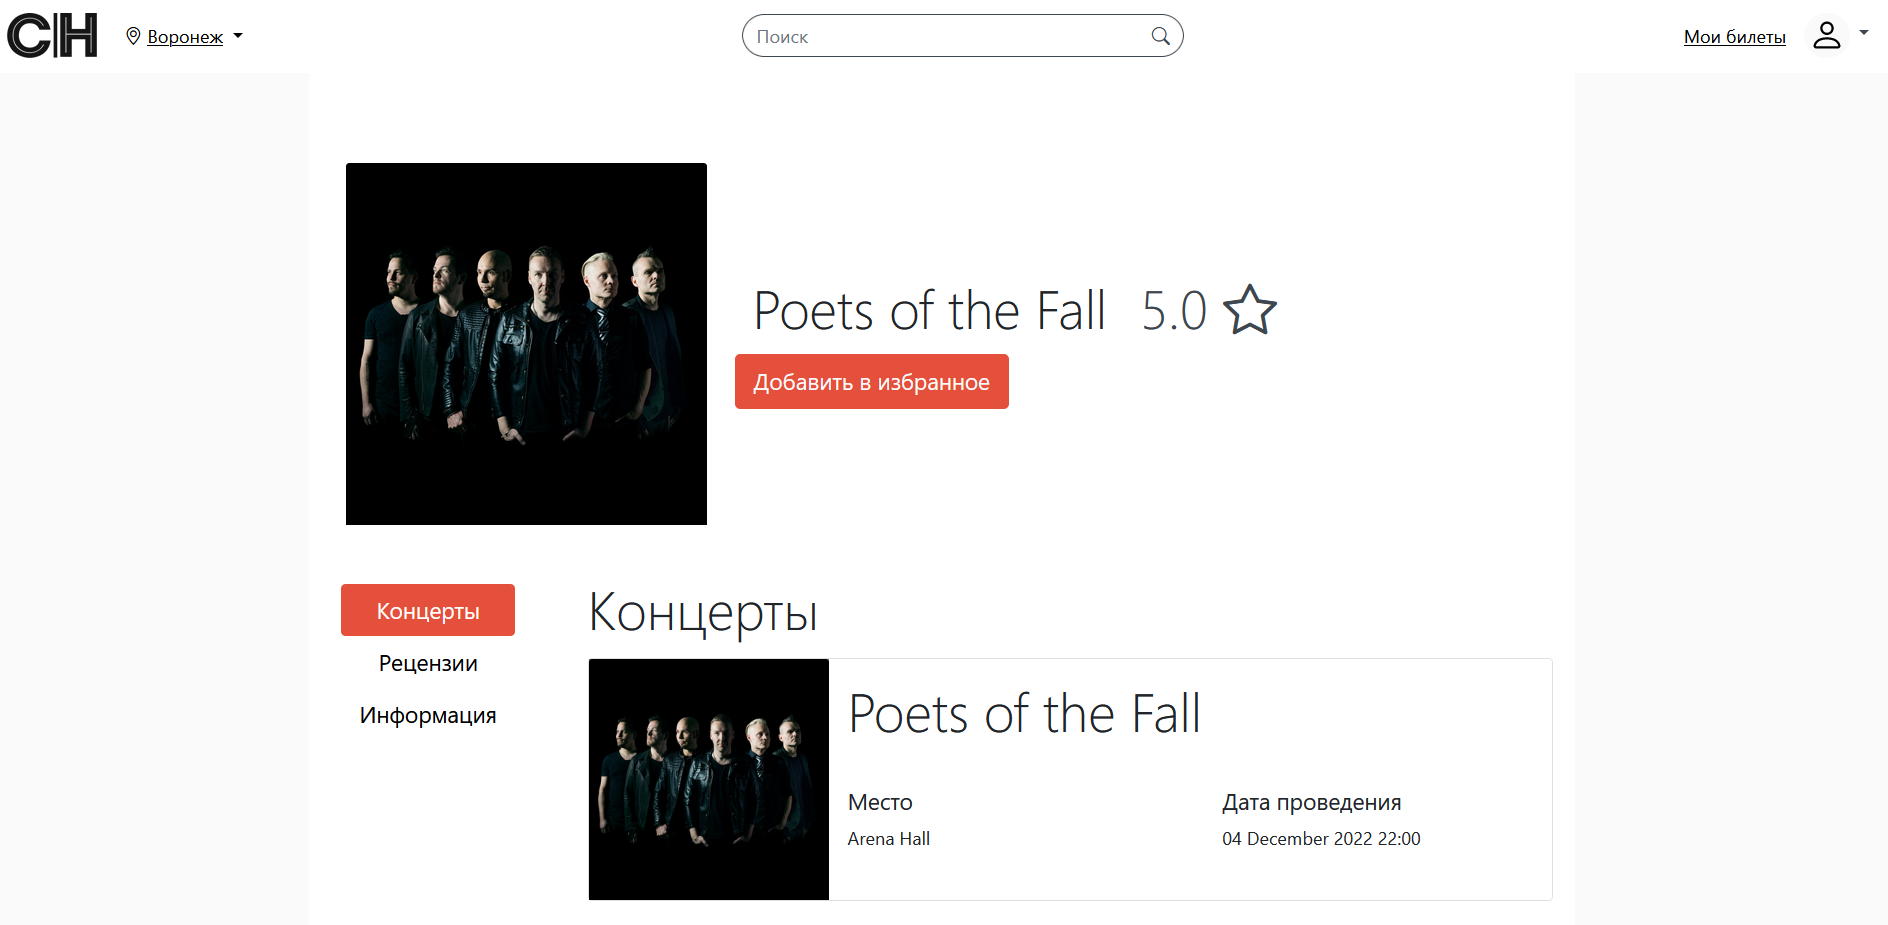 CH
Воронеж
Поиск
Мои билеты
Poets of the Fall 5.0
Добавить в избранное
Концерты
Рецензии
Информация
Концерты
Poets of the Fall
Место
Дата проведения
Arena Hall
04 December 2022 22:00